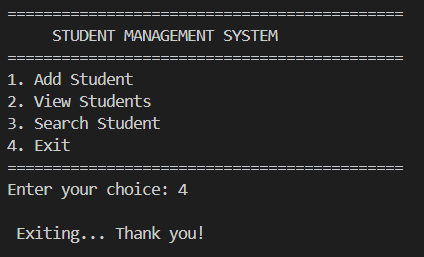 ============================================
STUDENT MANAGEMENT SYSTEM
============================================
1. Add Student
2. View Students
3. Search Student
4. Exit
============================================
Enter your choice: 4
Exiting... Thank you!